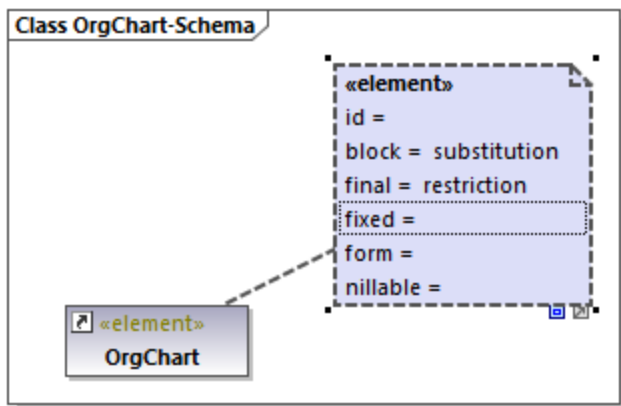 Class OrgChart-Schema
«element»
id =
block = substitution
final = restriction
fixed =
form =
nillable =
«element»
OrgChart